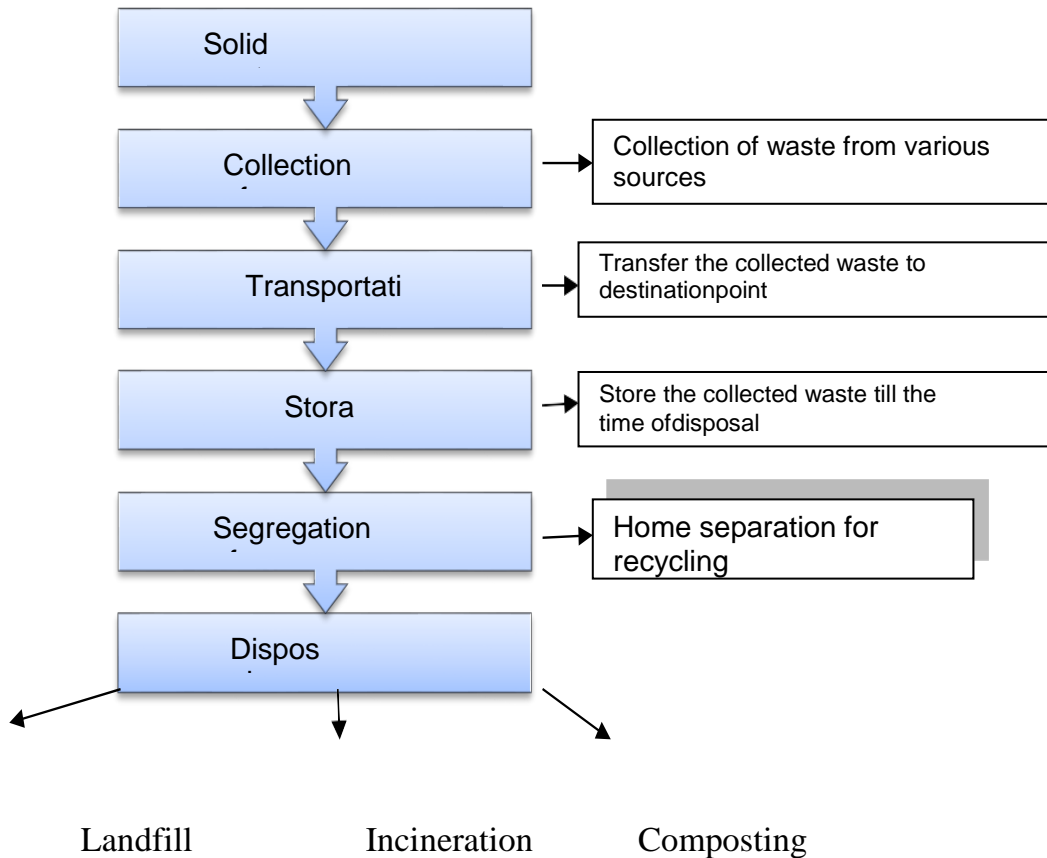 Solid
Collection
Collection of waste from various
sources
Transportati
Transfer the collected waste to
destinationpoint
Stora
Store the collected waste till the
time ofdisposal
Segregation
Home separation for
recycling
Dispos
Landfill Incineration Composting